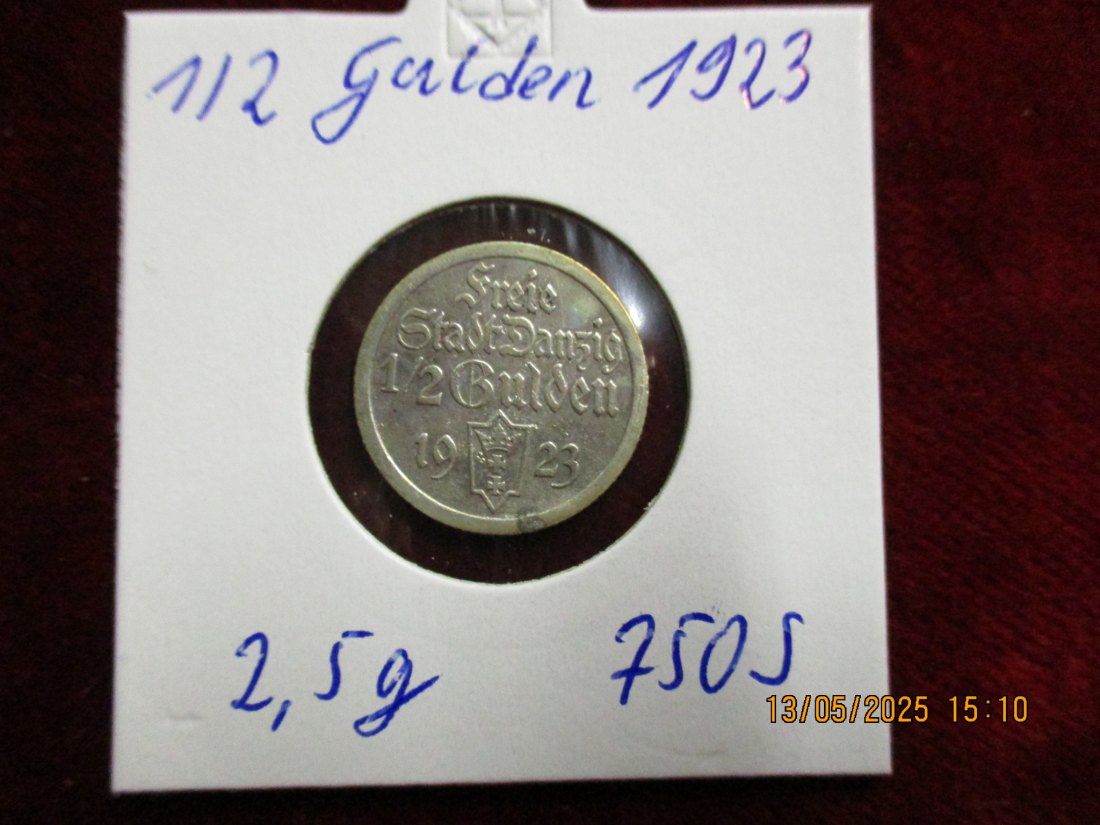 1/2 Gulden 1923
Freie
Stadt Danzig
1/2 Gulden
19 23
2,5g 750S
13/05/2025 15:10